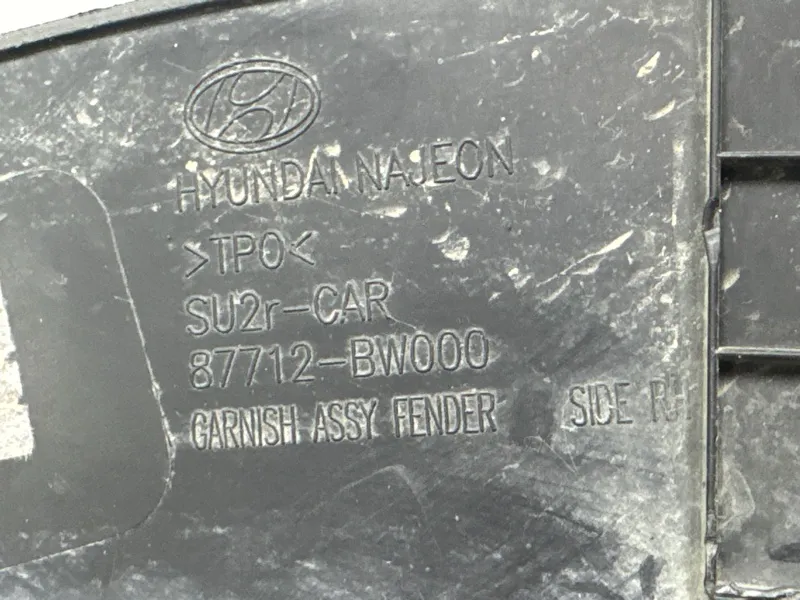 HYUNDAI NAJEON
>TPO<
SU2r-CAR
87712-BW000
GARNISH ASSY FENDER SIDE RH